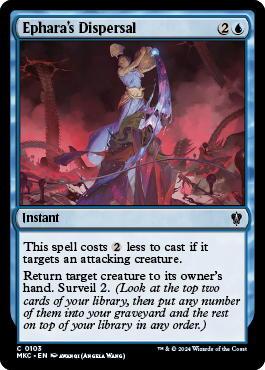 Ephara's Dispersal 2
Instant
This spell costs 2 less to cast if it
targets an attacking creature.
Return target creature to its owner's
hand. Surveil 2. (Look at the top two
cards of your library, then put any number
of them into your graveyard and the rest
on top of your library in any order.)
C 0103
MKC • EN Awanqi (Angela Wang)
™ & © 2024 Wizards of the Coast